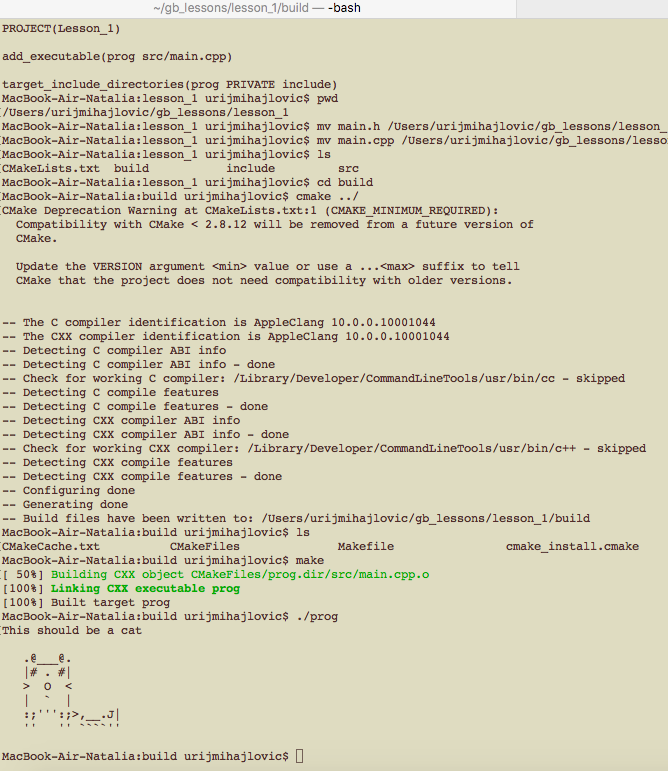 ~/gb_lessons/lesson_1/build — -bash
PROJECT(Lesson_1)
add_executable(prog src/main.cpp)
target_include_directories(prog PRIVATE include)
MacBook-Air-Natalia:lesson_1 urijmihajlovic$ pwd
/Users/urijmihajlovic/gb_lessons/lesson_1
MacBook-Air-Natalia:lesson_1 urijmihajlovic$ mv main.h /Users/urijmihajlovic/gb_lessons/lesson_
MacBook-Air-Natalia:lesson_1 urijmihajlovic$ mv main.cpp /Users/urijmihajlovic/gb_lessons/lesso
MacBook-Air-Natalia:lesson_1 urijmihajlovic$ ls
CMakeLists.txt  build           include         src
MacBook-Air-Natalia:lesson_1 urijmihajlovic$ cd build
MacBook-Air-Natalia:build urijmihajlovic$ cmake ../
CMake Deprecation Warning at CMakeLists.txt:1 (CMAKE_MINIMUM_REQUIRED):
  Compatibility with CMake < 2.8.12 will be removed from a future version of
  CMake.
  Update the VERSION argument <min> value or use a ...<max> suffix to tell
  CMake that the project does not need compatibility with older versions.
-- The C compiler identification is AppleClang 10.0.0.10001044
-- The CXX compiler identification is AppleClang 10.0.0.10001044
-- Detecting C compiler ABI info
-- Detecting C compiler ABI info - done
-- Check for working C compiler: /Library/Developer/CommandLineTools/usr/bin/cc - skipped
-- Detecting C compile features
-- Detecting C compile features - done
-- Detecting CXX compiler ABI info
-- Detecting CXX compiler ABI info - done
-- Check for working CXX compiler: /Library/Developer/CommandLineTools/usr/bin/c++ - skipped
-- Detecting CXX compile features
-- Detecting CXX compile features - done
-- Configuring done
-- Generating done
-- Build files have been written to: /Users/urijmihajlovic/gb_lessons/lesson_1/build
MacBook-Air-Natalia:build urijmihajlovic$ ls
CMakeCache.txt          CMakeFiles              Makefile                cmake_install.cmake
MacBook-Air-Natalia:build urijmihajlovic$ make
[ 50%] Building CXX object CMakeFiles/prog.dir/src/main.cpp.o
[100%] Linking CXX executable prog
[100%] Built target prog
MacBook-Air-Natalia:build urijmihajlovic$ ./prog
This should be a cat
   .@___@.
   |# . #|
   >  O  <
   |  `  |
   :;''':;>,__.J|
   ''   '' ````''
MacBook-Air-Natalia:build urijmihajlovic$